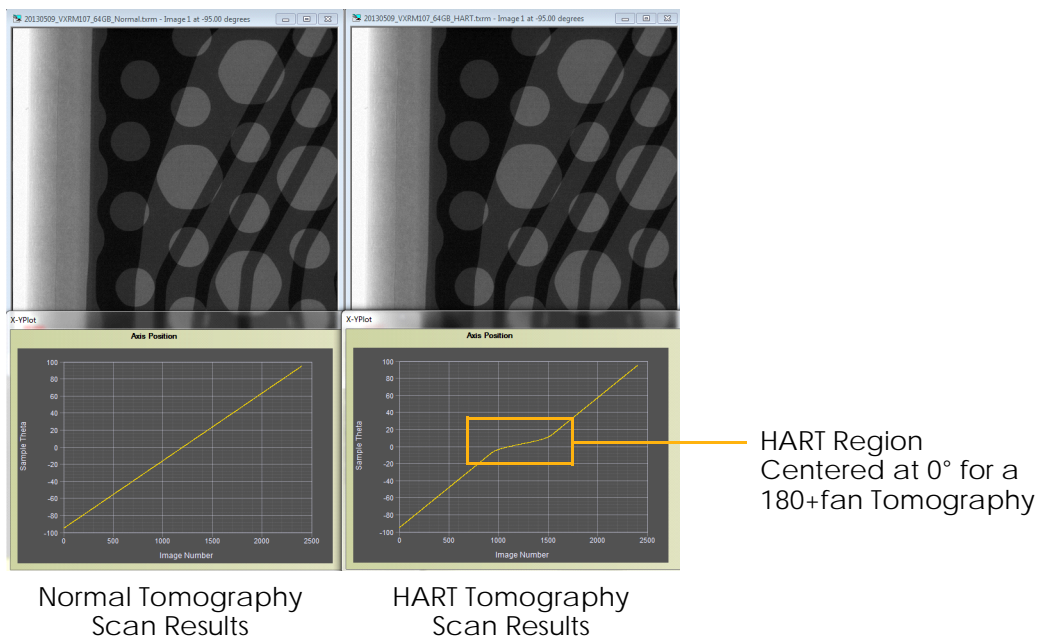 20130509_VXRM107_64GB_Normal.txrm - Image 1 at -95.00 degrees
20130509_VXRM107_64GB_HART.txrm - Image 1 at -95.00 degrees
X-YPlot
Axis Position
100
80
60
40
20
0
-20
-40
-60
-80
-100
Sample Theta
0 500 1000 1500 2000 2500
Image Number
X-YPlot
Axis Position
100
80
60
40
20
0
-20
-40
-60
-80
-100
Sample Theta
0 500 1000 1500 2000 2500
Image Number
HART Region
Centered at 0° for a
180+fan Tomography
Normal Tomography
Scan Results
HART Tomography
Scan Results